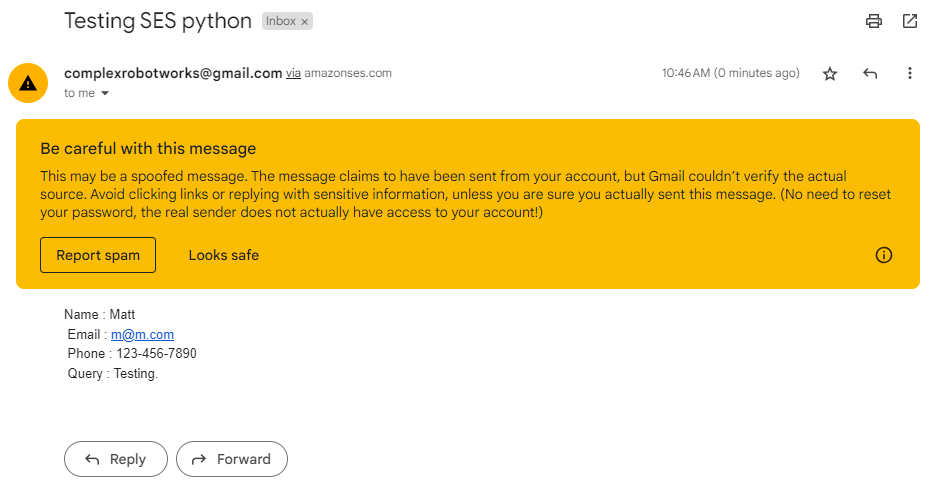 Testing SES python Inbox ×
complexrobotworks@gmail.com via amazonses.com 10:46 AM (0 minutes ago)
to me
Be careful with this message
This may be a spoofed message. The message claims to have been sent from your account, but Gmail couldn’t verify the actual
source. Avoid clicking links or replying with sensitive information, unless you are sure you actually sent this message. (No need to reset
your password, the real sender does not actually have access to your account!)
Report spam Looks safe
Name : Matt
Email : m@m.com
Phone : 123-456-7890
Query : Testing.
Reply Forward